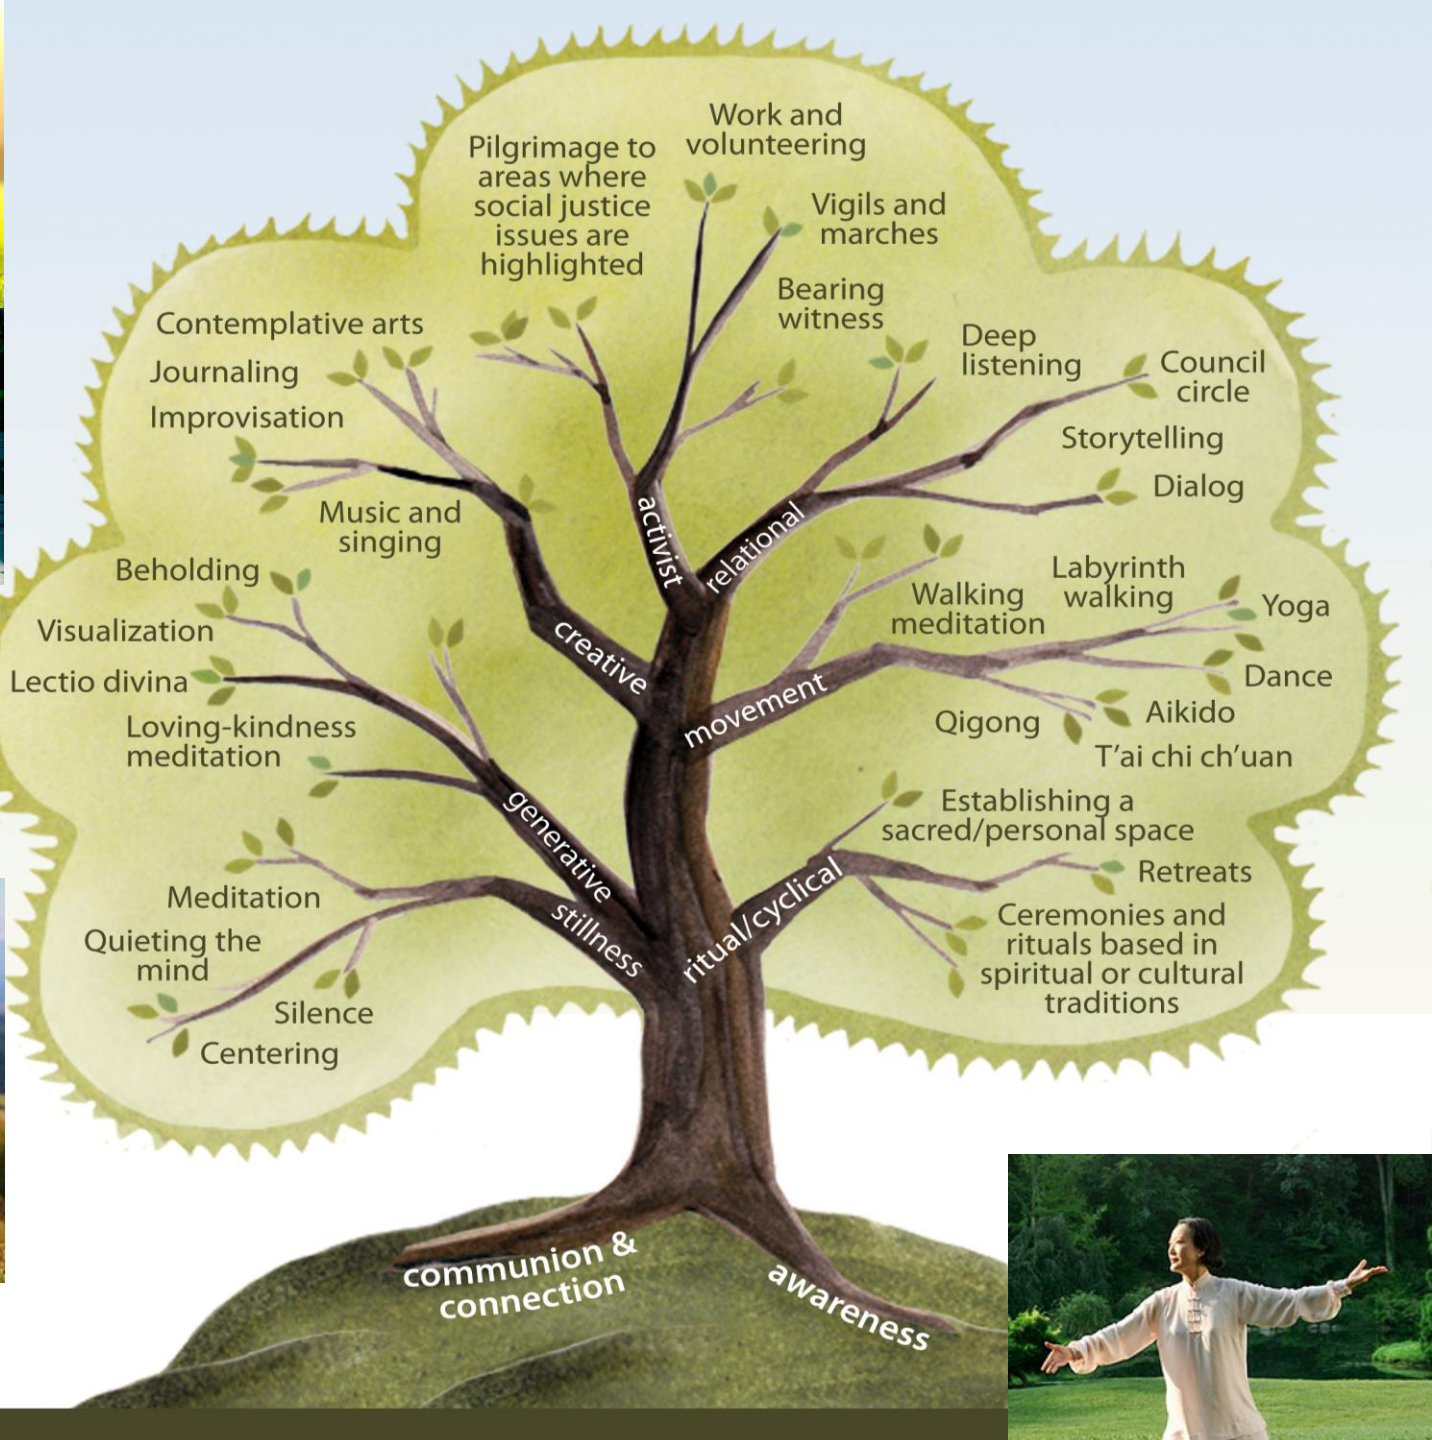 Work and
volunteering
Pilgrimage to
areas where
social justice
issues are
highlighted
Vigils and
marches
Bearing
witness
Contemplative arts
Journaling
Improvisation
Music and
singing
Deep
listening
Council
circle
Storytelling
Dialog
activist
relational
Beholding
Visualization
Lectio divina
Loving-kindness
meditation
creative
movement
Walking
meditation
Labyrinth
walking
Yoga
Dance
Aikido
Qigong
T'ai chi ch'uan
generative
stillness
ritual/cyclical
Establishing a
sacred/personal space
Retreats
Ceremonies and
rituals based in
spiritual or cultural
traditions
Meditation
Quieting the
mind
Silence
Centering
communion &
connection
awareness